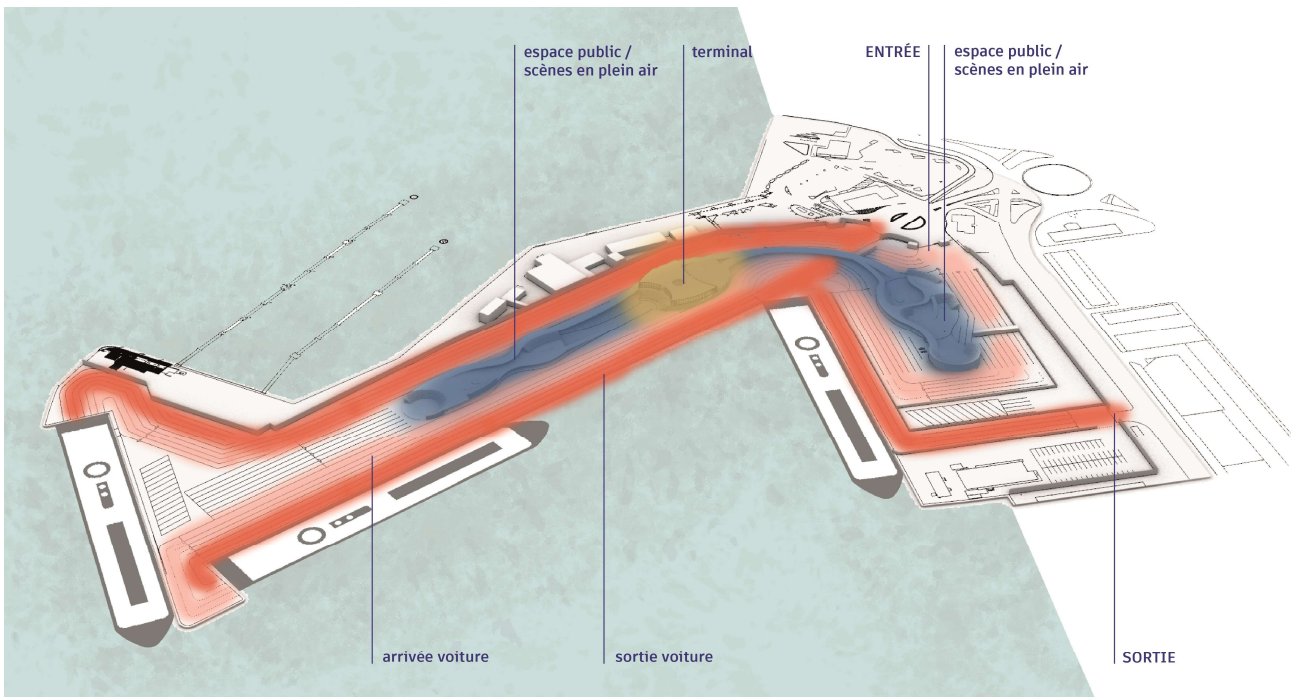 espace public /
scènes en plein air
terminal
ENTRÉE
espace public /
scènes en plein air
arrivée voiture
sortie voiture
SORTIE